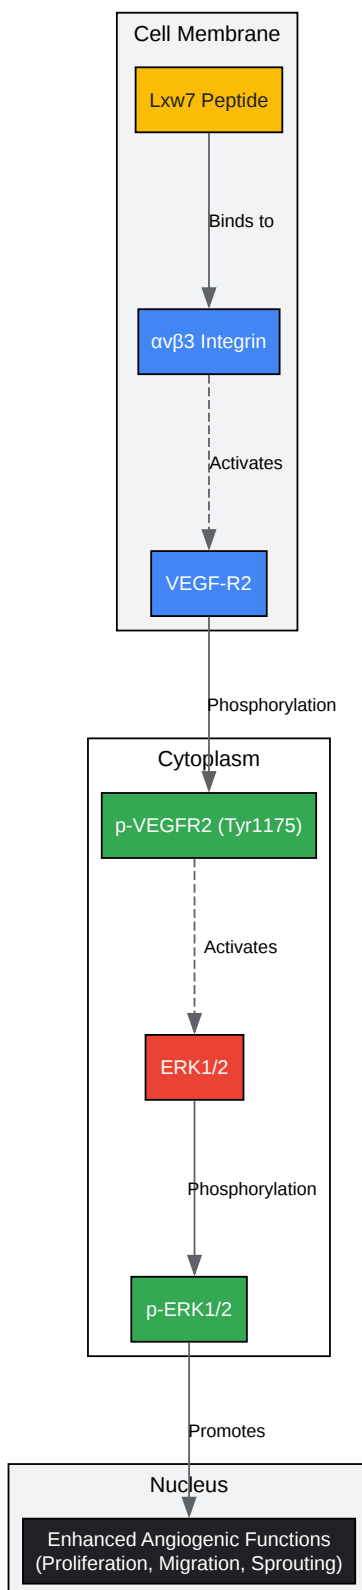 Cell Membrane
Lxw7 Peptide
Binds to
αvβ3 Integrin
Activates
VEGF-R2
Phosphorylation
Cytoplasm
p-VEGFR2 (Tyr1175)
Activates
ERK1/2
Phosphorylation
p-ERK1/2
Promotes
Nucleus
Enhanced Angiogenic Functions
(Proliferation, Migration, Sprouting)